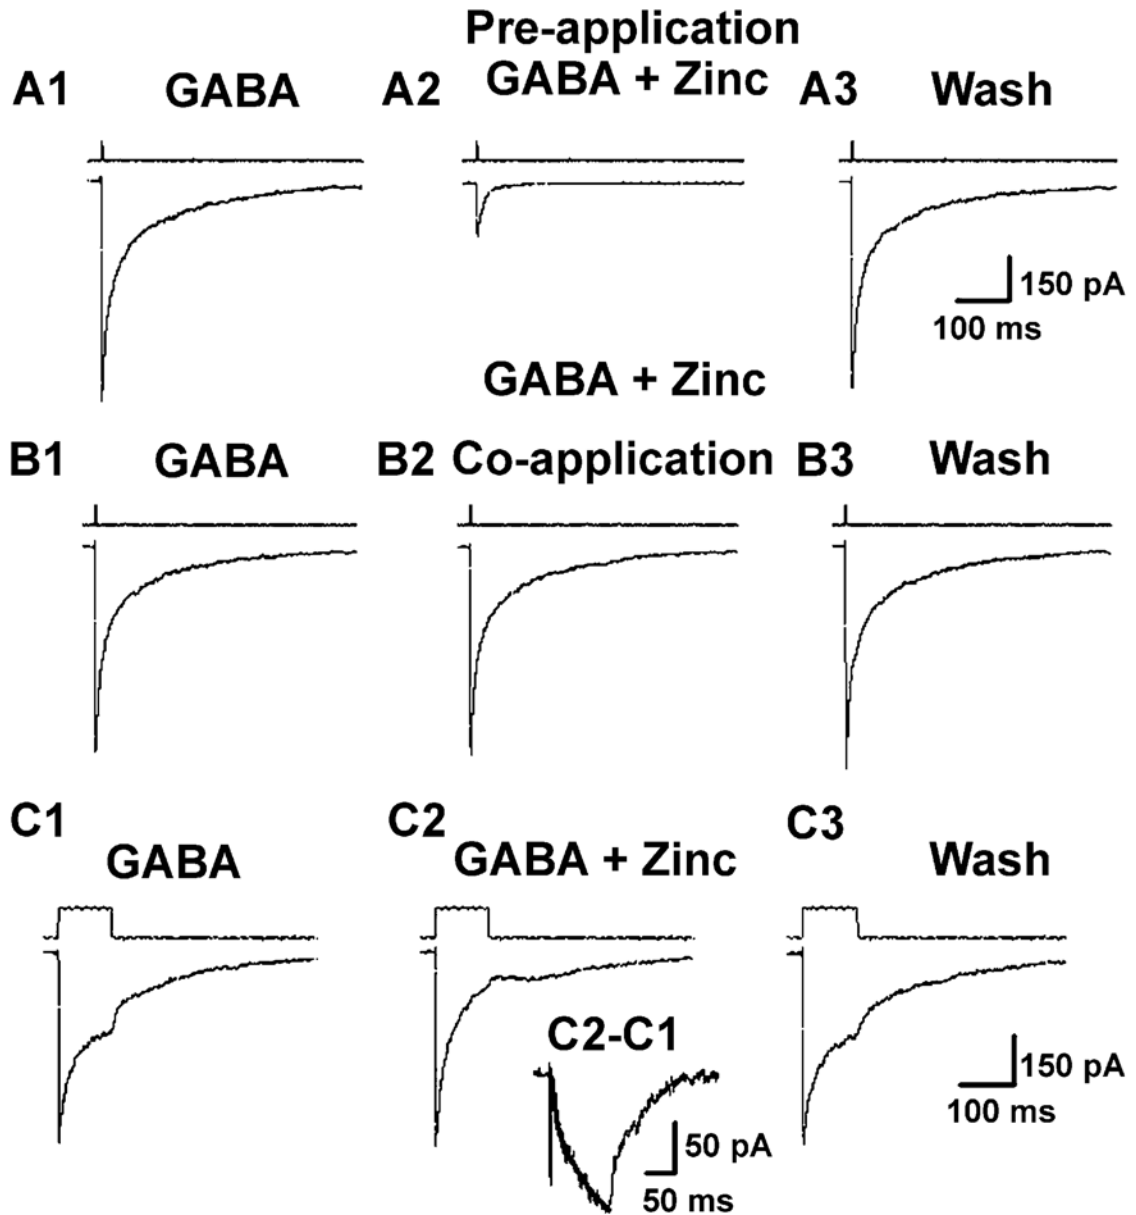 Pre-application
A1 GABA A2 GABA + Zinc A3 Wash
150 pA
100 ms
GABA + Zinc
B1 GABA B2 Co-application B3 Wash
C1 C2 C3
GABA GABA + Zinc Wash
C2-C1
150 pA
100 ms
50 pA
50 ms